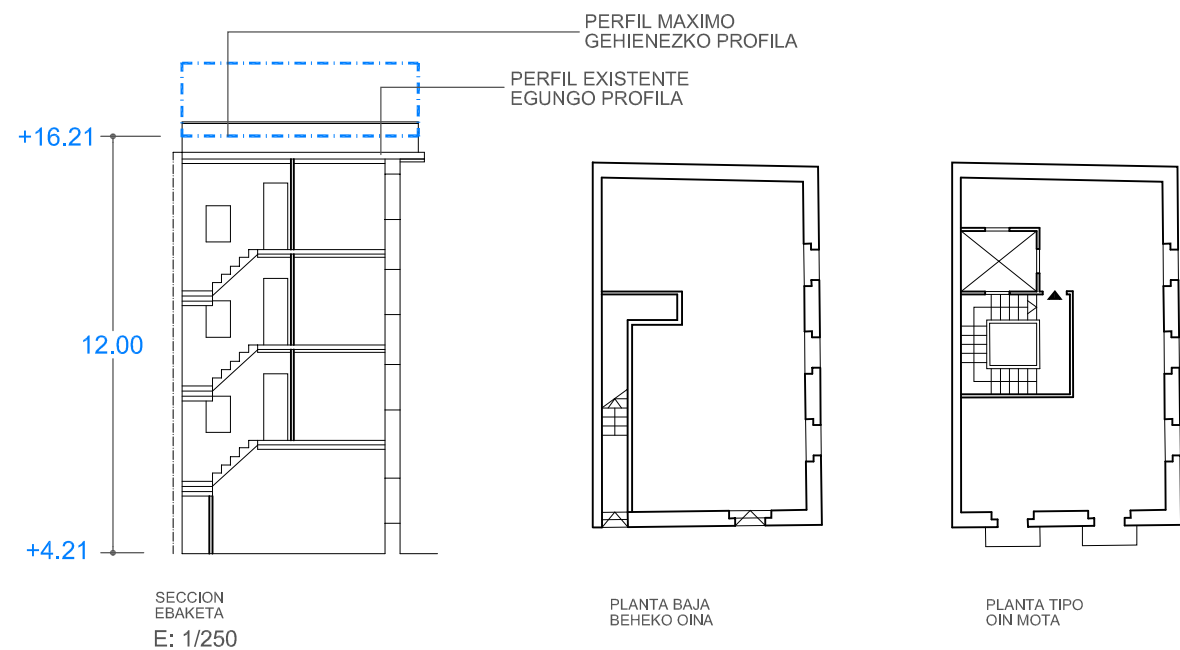 PERFIL MAXIMO
GEHIENEZKO PROFILA
PERFIL EXISTENTE
EGUNGO PROFILA
+16.21
12.00
+4.21
SECCION
EBAKETA
E: 1/250
PLANTA BAJA
BEHEKO OINA
PLANTA TIPO
OIN MOTA